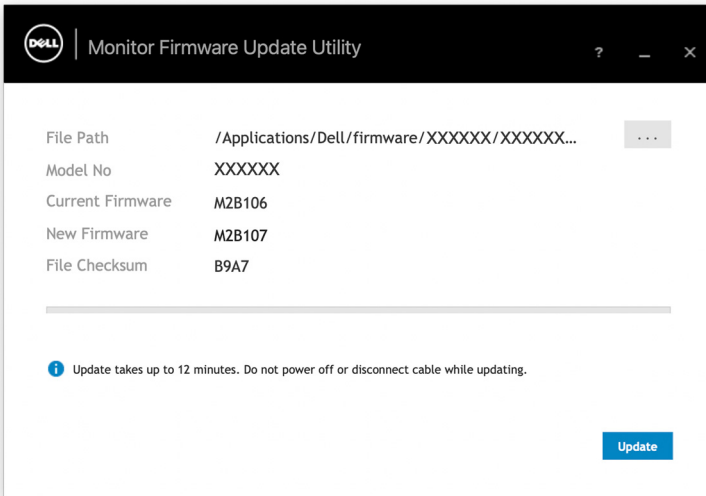 DELL | Monitor Firmware Update Utility ? _ ×
File Path /Applications/Dell/firmware/XXXXXX/XXXXXX... ...
Model No XXXXXX
Current Firmware M2B106
New Firmware M2B107
File Checksum B9A7
i Update takes up to 12 minutes. Do not power off or disconnect cable while updating.
Update